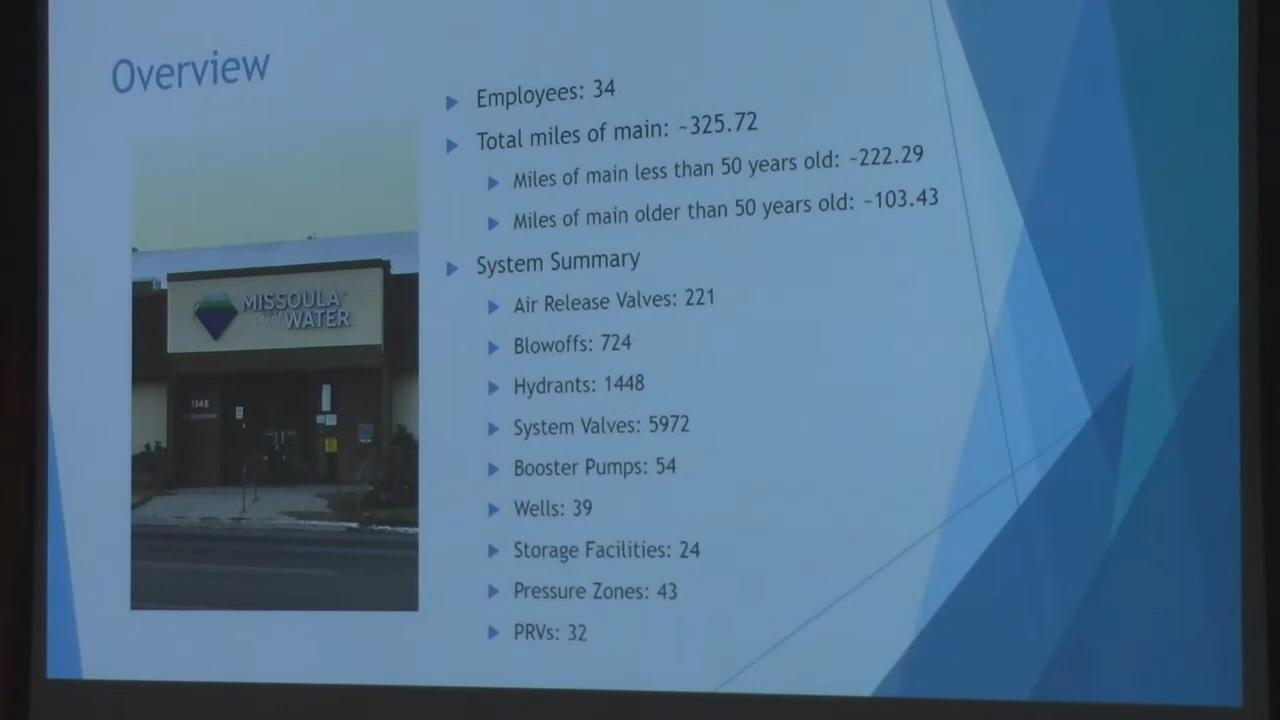 Overview
Employees: 34
Total miles of main: ~325.72
Miles of main less than 50 years old: ~222.29
Miles of main older than 50 years old: ~103.43
System Summary
Air Release Valves: 221
Blowoffs: 724
Hydrants: 1448
System Valves: 5972
Booster Pumps: 54
Wells: 39
Storage Facilities: 24
Pressure Zones: 43
PRVs: 32
MISSOULA
WATER
1345